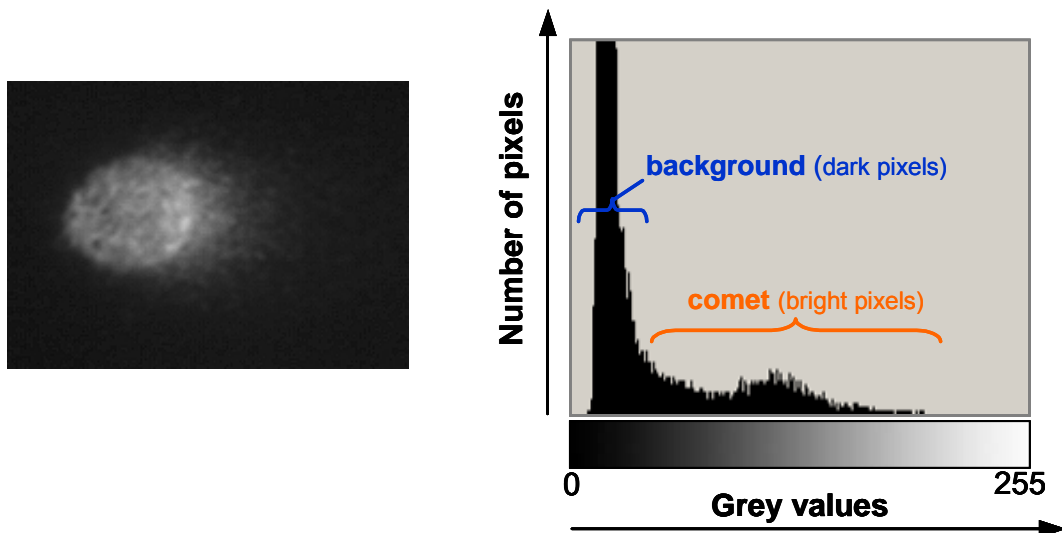 Number of pixels
background (dark pixels)
comet (bright pixels)
0
255
Grey values